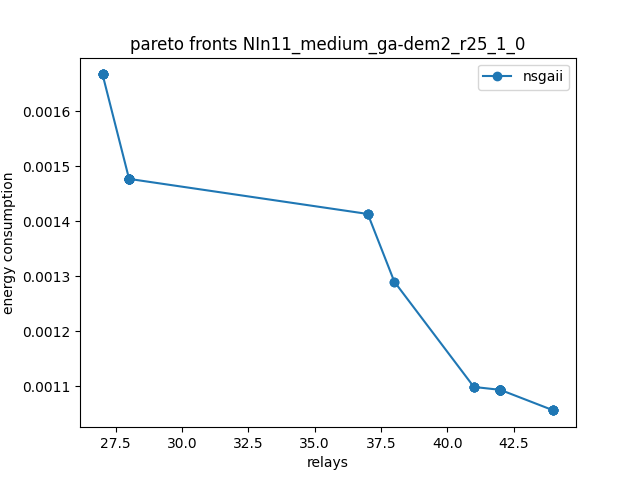 pareto fronts NIn11_medium_ga-dem2_r25_1_0
nsgaii
0.0016
0.0015
0.0014
0.0013
0.0012
0.0011
energy consumption
27.5 30.0 32.5 35.0 37.5 40.0 42.5
relays